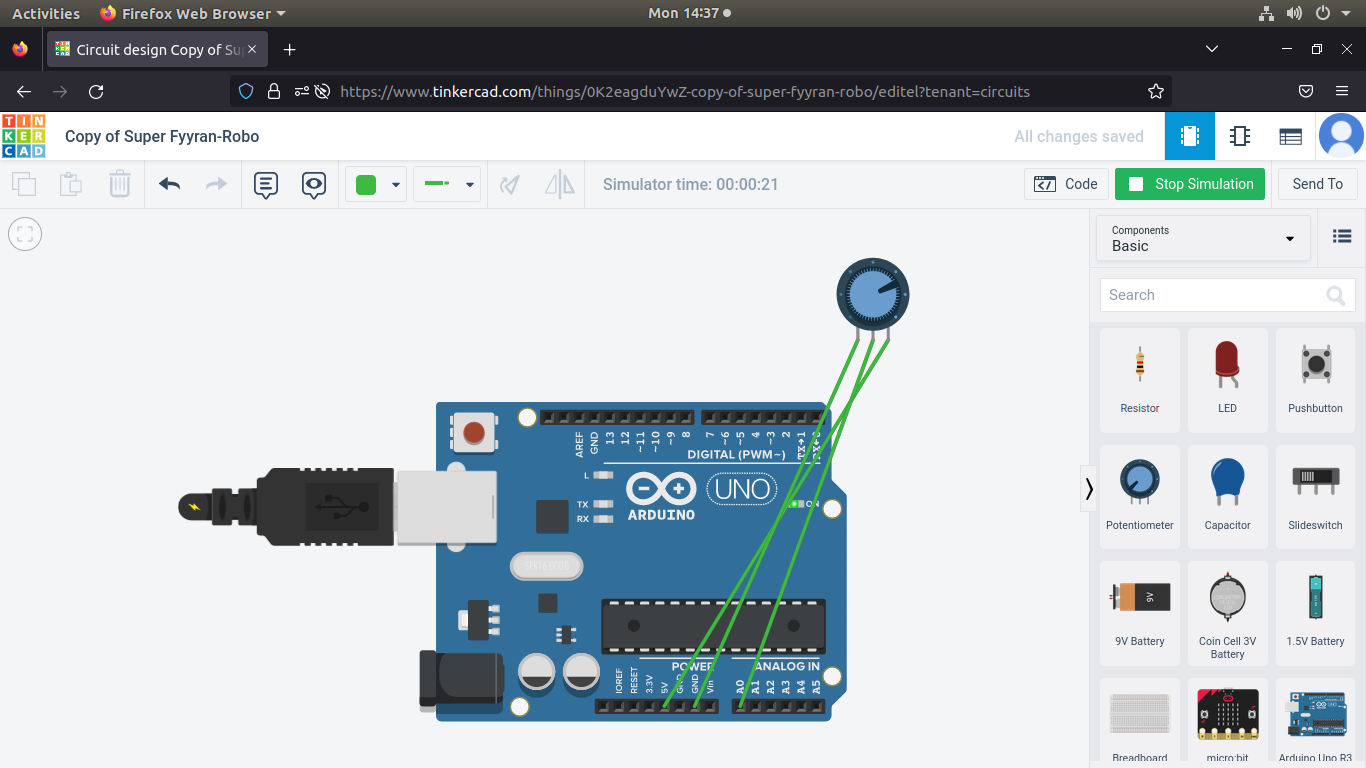 Activities
Firefox Web Browser
Mon 14:37
Circuit design Copy of Su
https://www.tinkercad.com/things/0K2eagduYwZ-copy-of-super-fyyran-robo/editel?tenant=circuits
TIN
KER
CAD
Copy of Super Fyyran-Robo
All changes saved
Simulator time: 00:00:21
Code
Stop Simulation
Send To
Components
Basic
Search
Resistor
LED
Pushbutton
Potentiometer
Capacitor
Slideswitch
9V
9V Battery
Coin Cell 3V Battery
1.5V Battery
Breadboard
micro:bit
Arduino Uno R3
AREF
GND
13
12
~11
~10
~9
8
7
~6
~5
4
~3
2
TX→1
RX←0
DIGITAL (PWM~)
L
TX
RX
UNO
ARDUINO
ON
SPK16.000G
POWER
ANALOG IN
IOREF
RESET
3.3V
5V
GND
GND
Vin
A0
A1
A2
A3
A4
A5